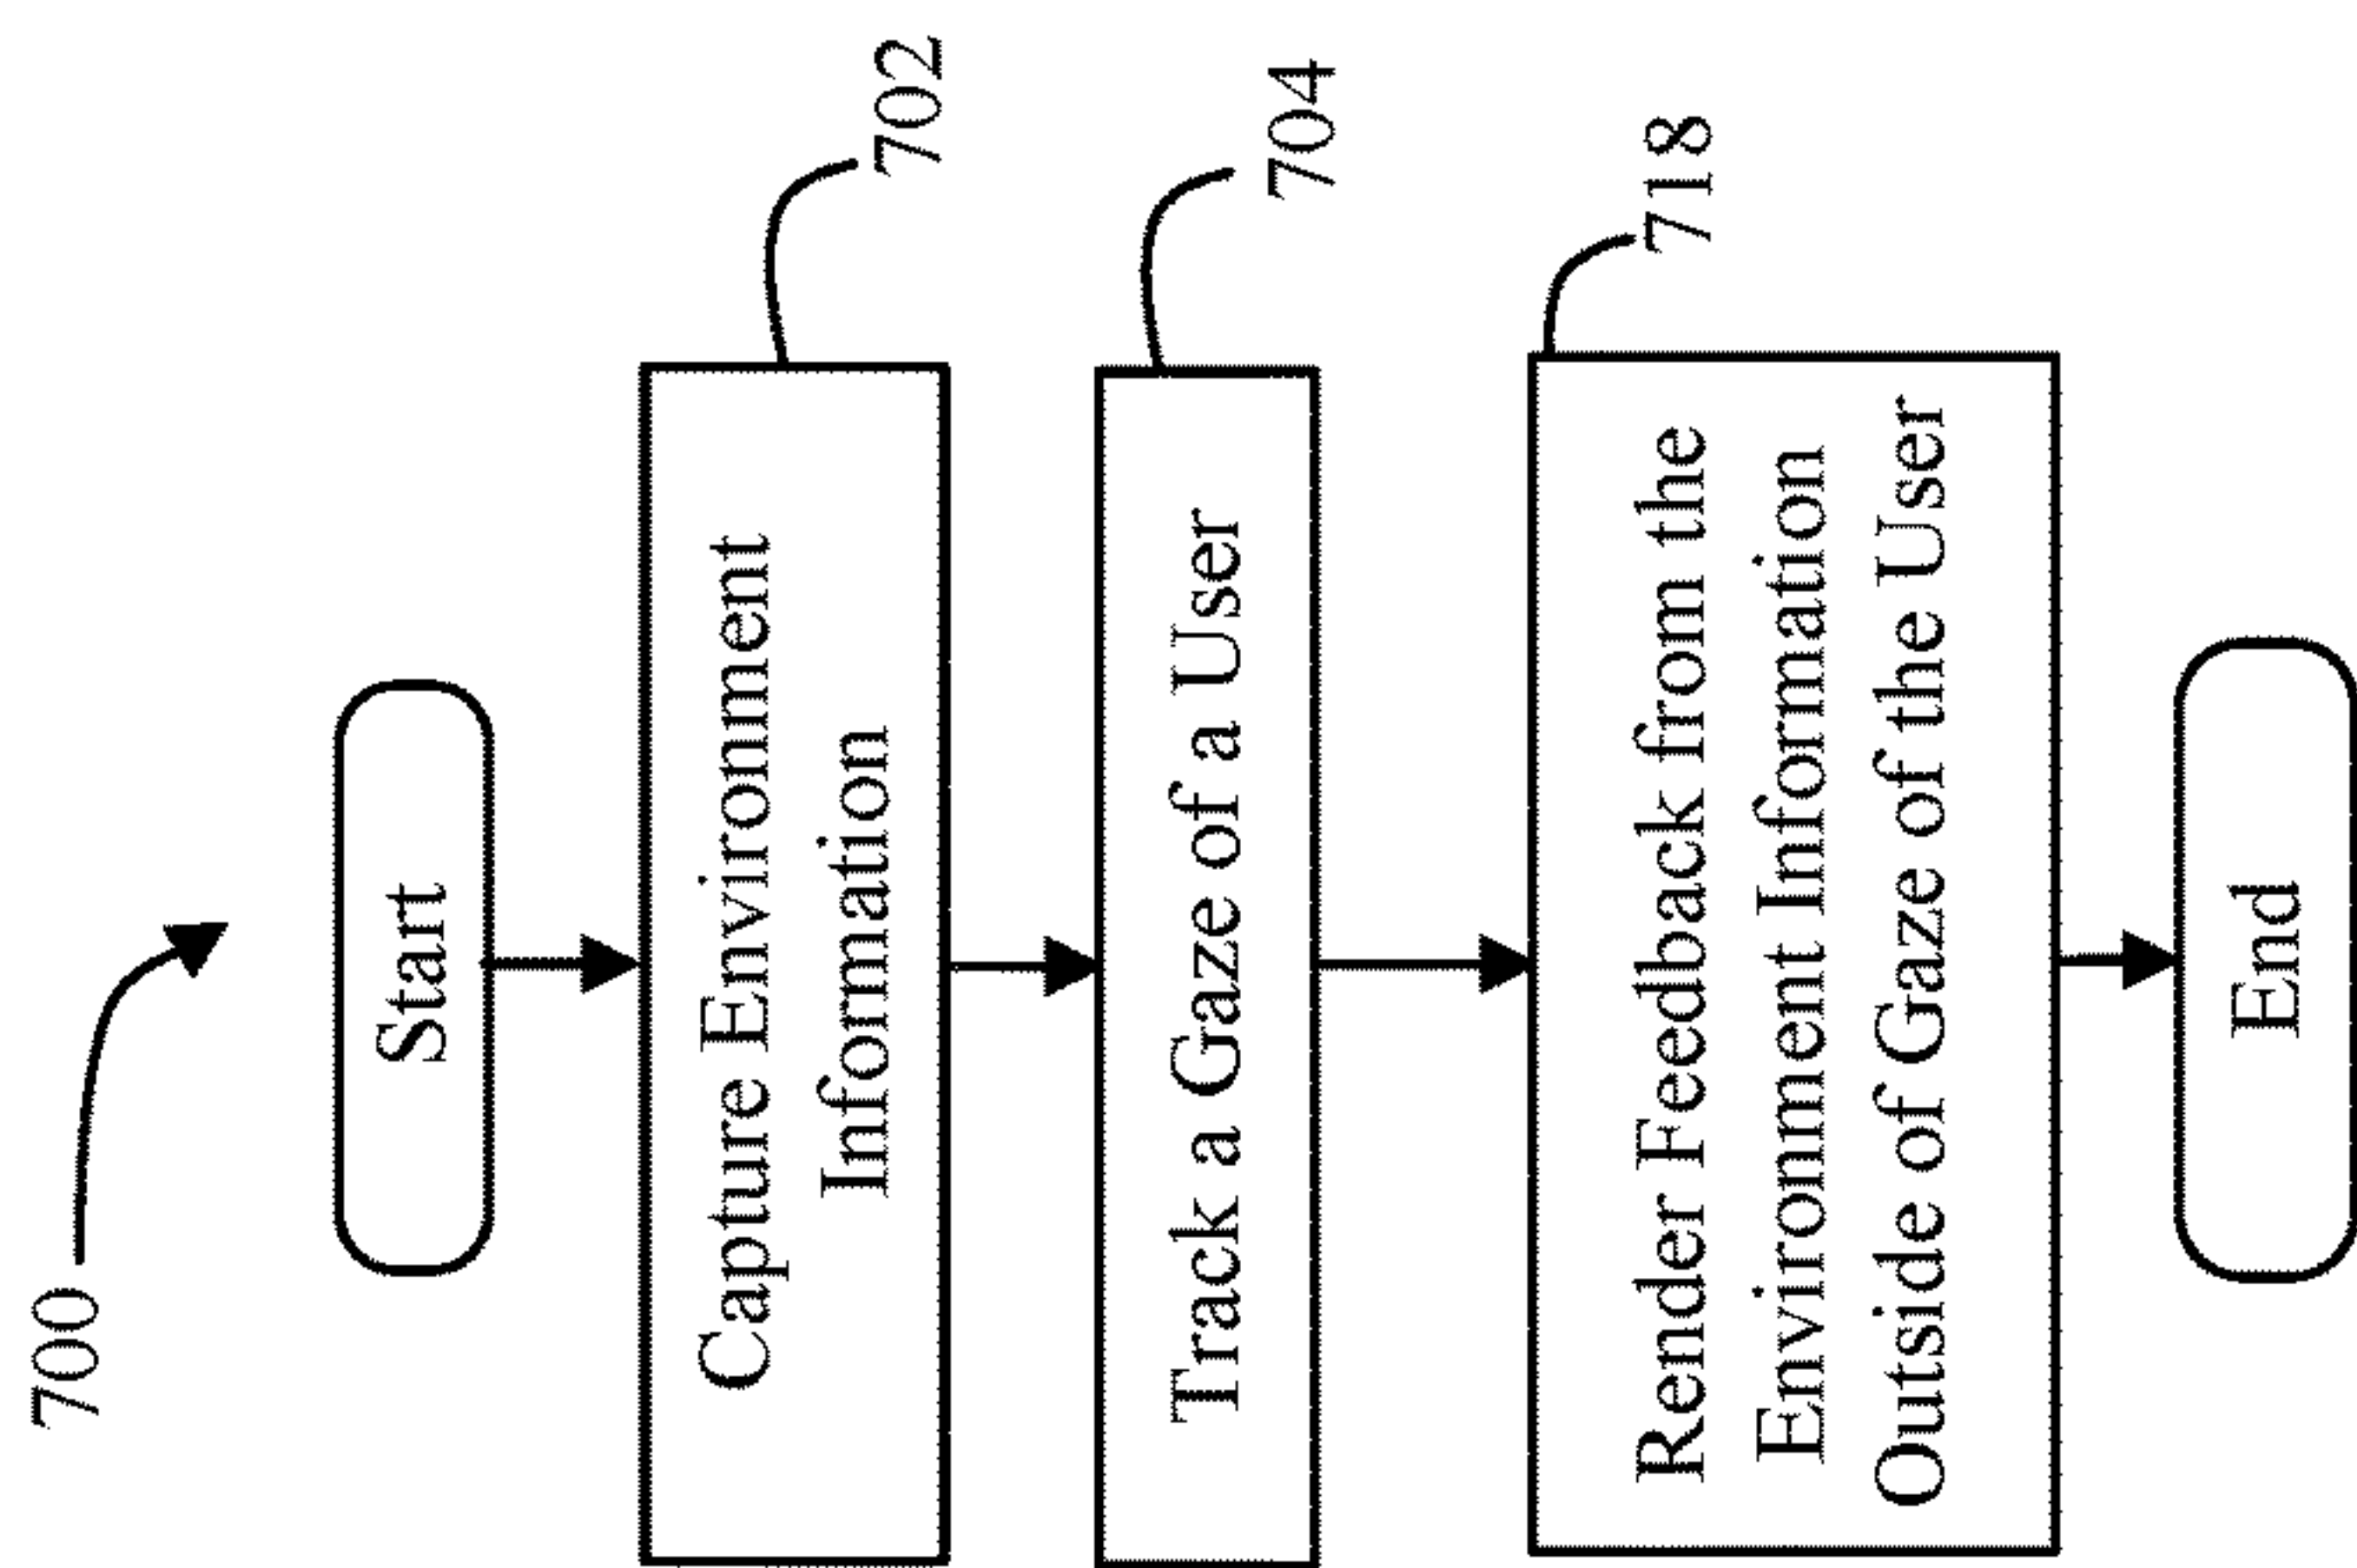 700
Start
Capture Environment
Information
702
Track a Gaze of a User
704
Render Feedback from the
Environment Information
Outside of Gaze of the User
718
End